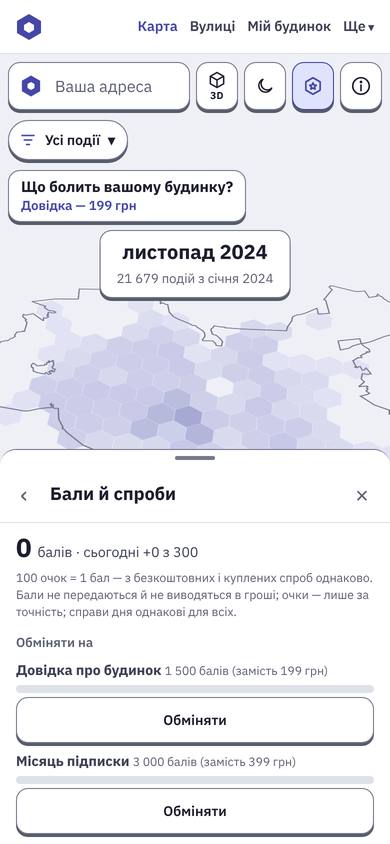 Карта Вулиці Мій будинок Ще ▾
Ваша адреса
3D
Усі події ▾
Що болить вашому будинку?
Довідка — 199 грн
листопад 2024
21 679 подій з січня 2024
Бали й спроби
0 балів · сьогодні +0 з 300
100 очок = 1 бал — з безкоштовних і куплених спроб однаково.
Бали не передаються й не виводяться в гроші; очки — лише за
точність; справи дня однакові для всіх.
Обміняти на
Довідка про будинок 1 500 балів (замість 199 грн)
Обміняти
Місяць підписки 3 000 балів (замість 399 грн)
Обміняти